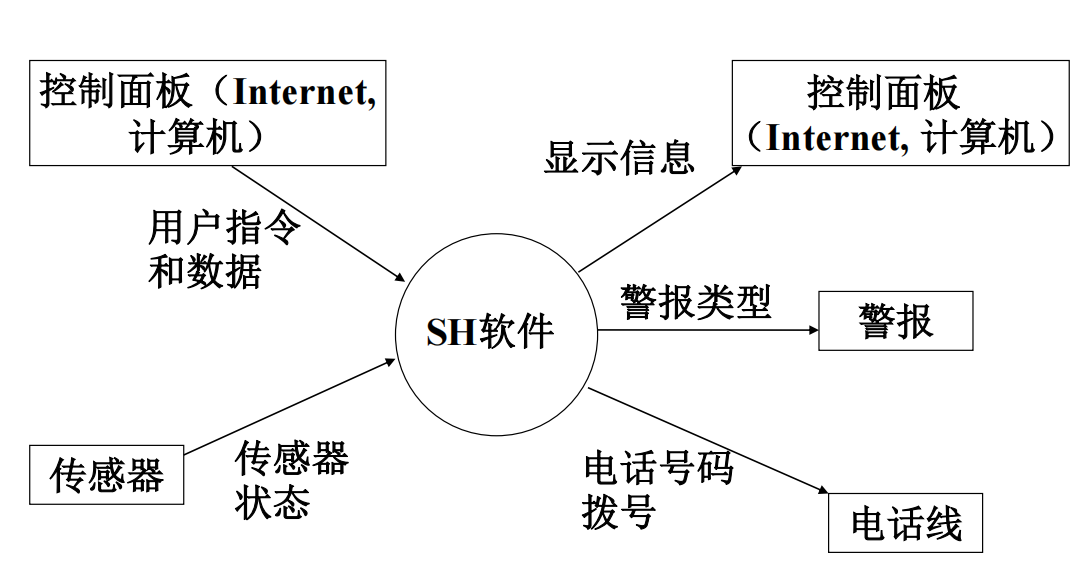 控制面板（Internet,
计算机）
控制面板
（Internet, 计算机）
显示信息
用户指令
和数据
SH软件
警报类型
警报
传感器
传感器
状态
电话号码
拨号
电话线